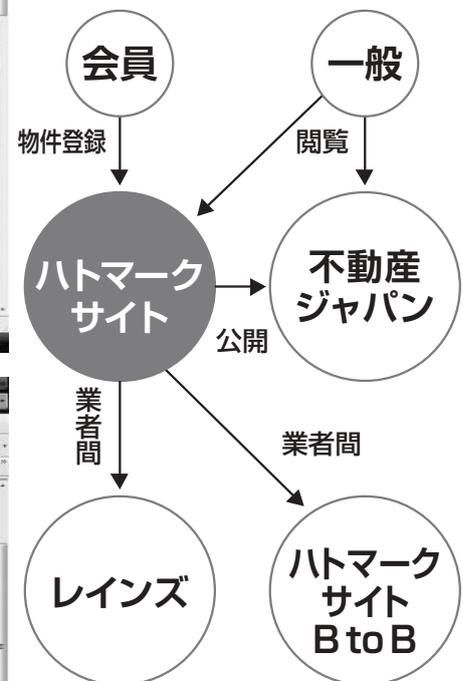 会員
一般
物件登録
閲覧
ハトマーク
サイト
不動産
ジャパン
公開
業者間
業者間
レインズ
ハトマーク
サイト
B to B